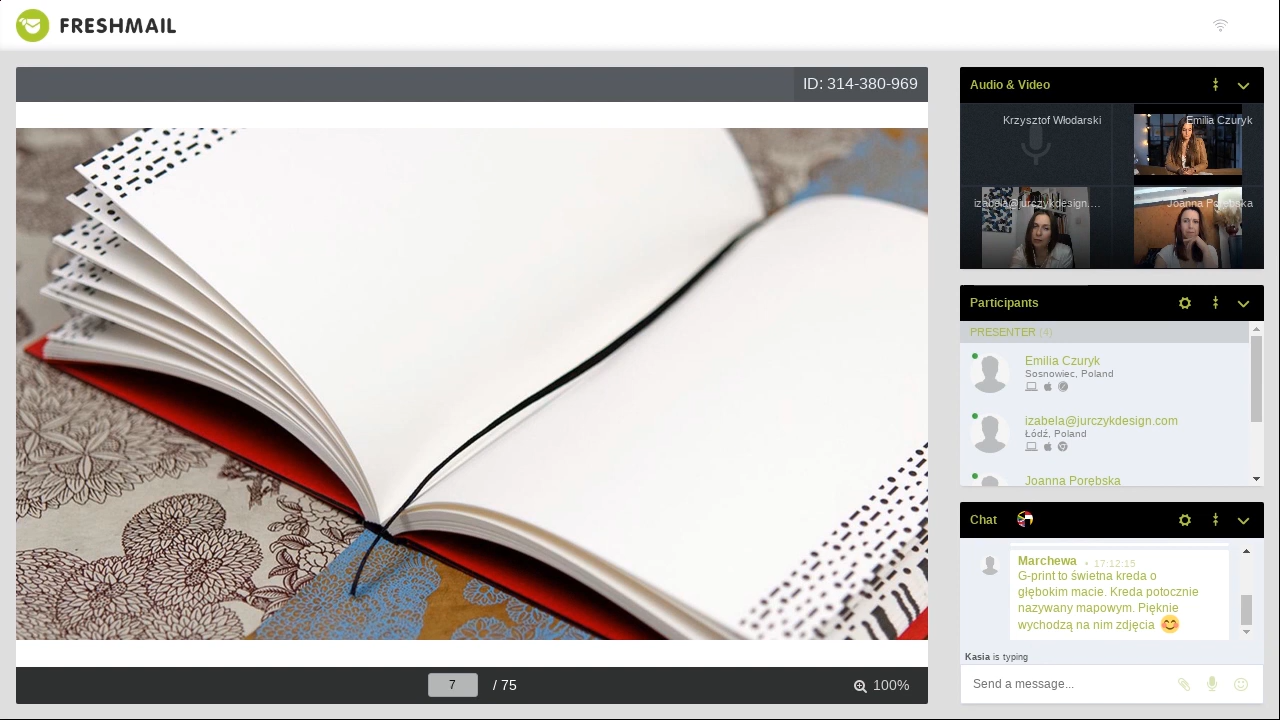 FRESHMAIL
ID: 314-380-969
7 / 75
100%
Audio & Video
Krzysztof Włodarski
Emilia Czuryk
izabela@jurczykdesign....
Joanna Porębska
Participants
PRESENTER (4)
Emilia Czuryk
Sosnowiec, Poland
izabela@jurczykdesign.com
Łódź, Poland
Joanna Porębska
Chat
Marchewa • 17:12:15
G-print to świetna kreda o
głębokim macie. Kreda potocznie
nazywany mapowym. Pięknie
wychodzą na nim zdjęcia 😊
Kasia is typing
Send a message...